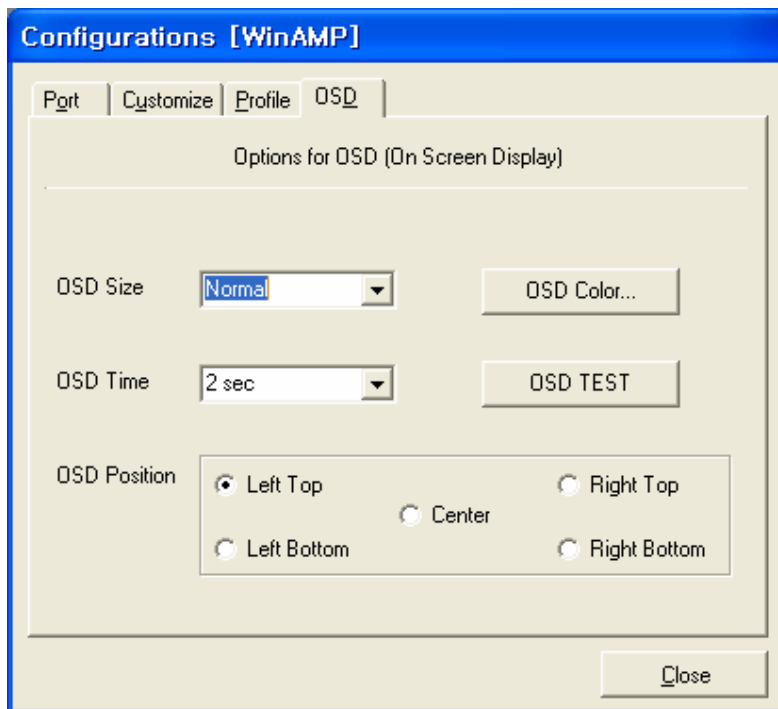 Configurations [WinAMP]
Port Customize Profile OSD
Options for OSD (On Screen Display)
OSD Size Normal OSD Color...
OSD Time 2 sec OSD TEST
OSD Position
Left Top Right Top
Center
Left Bottom Right Bottom
Close